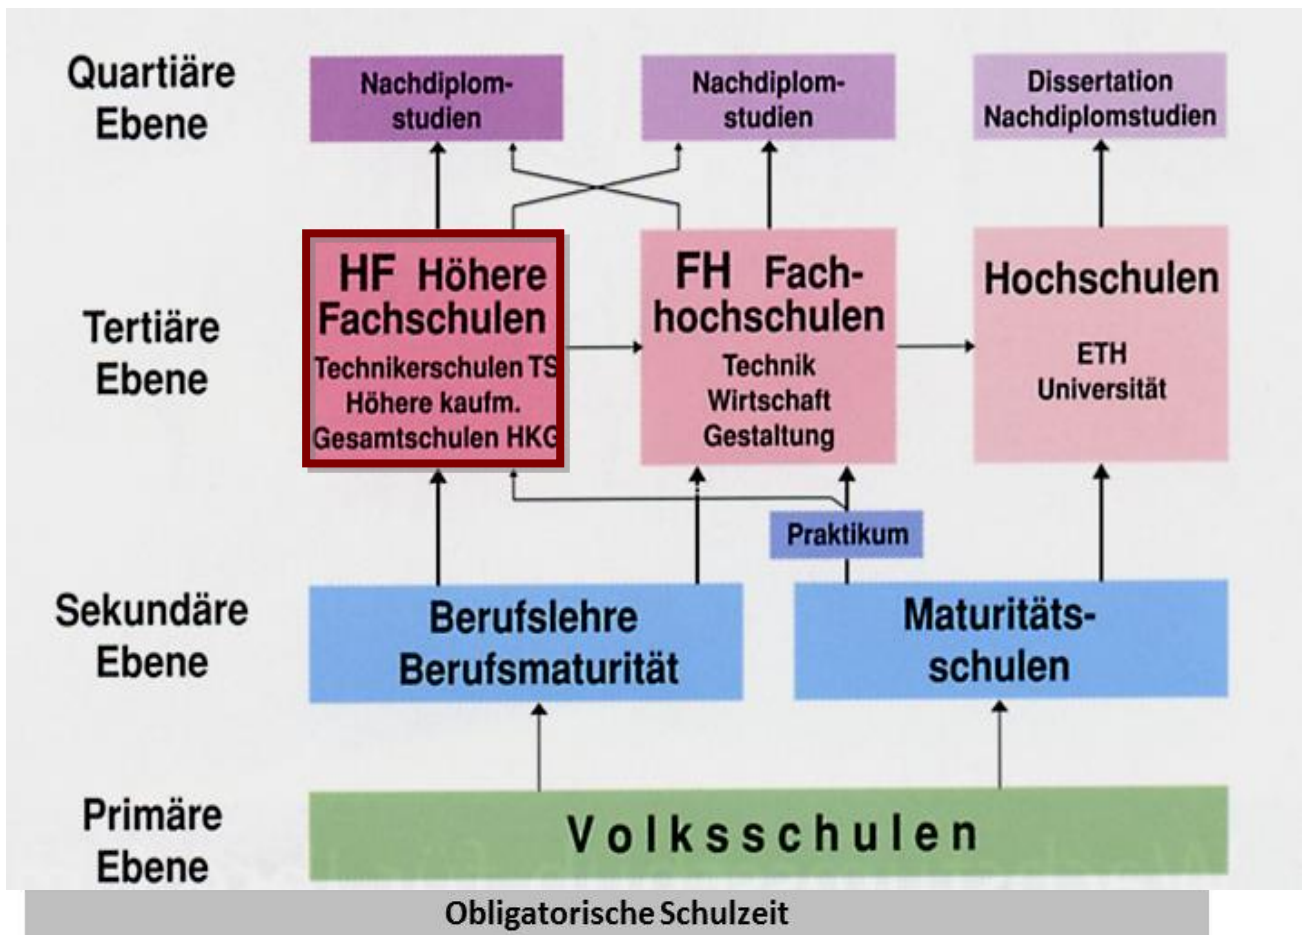 Quartiäre
Ebene
Nachdiplom-
studien
Nachdiplom-
studien
Dissertation
Nachdiplomstudien
Tertiäre
Ebene
HF Höhere
Fachschulen
Technikerschulen TS
Höhere kaufm.
Gesamtschulen HKG
FH Fach-
hochschulen
Technik
Wirtschaft
Gestaltung
Hochschulen
ETH
Universität
Praktikum
Sekundäre
Ebene
Berufslehre
Berufsmaturität
Maturitäts-
schulen
Primäre
Ebene
Volksschulen
Obligatorische Schulzeit